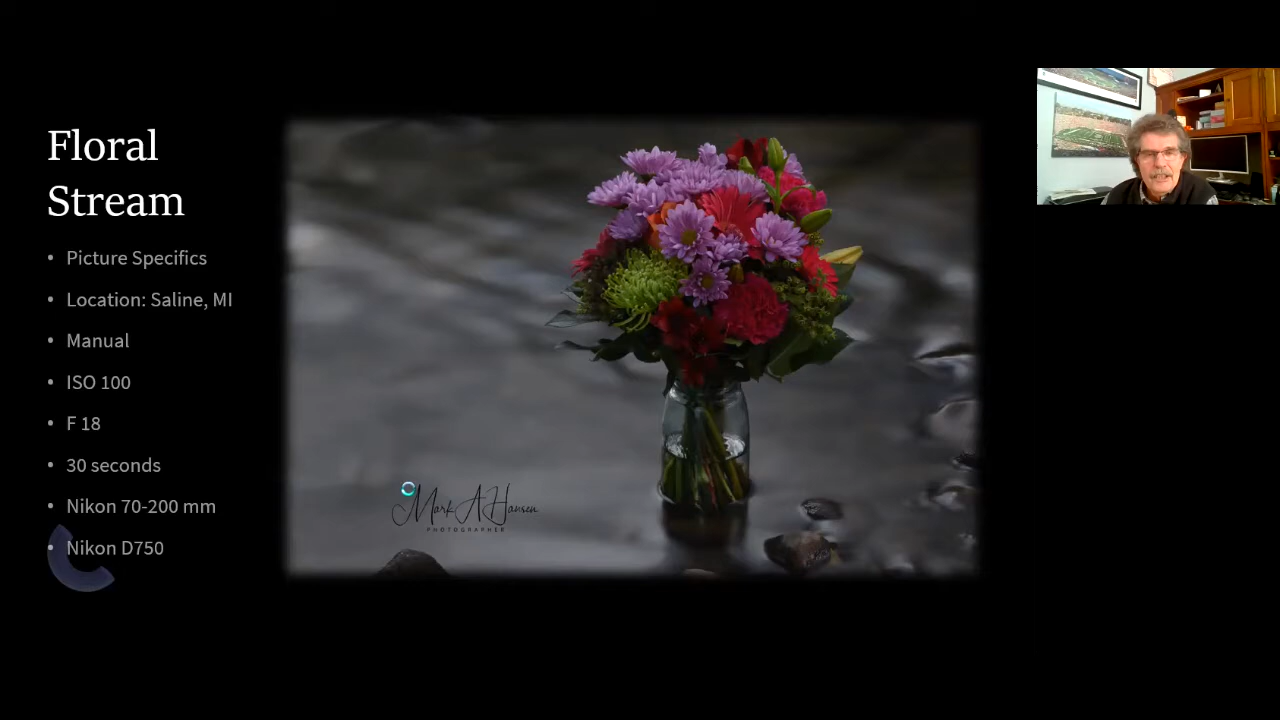 Floral
Stream
• Picture Specifics
• Location: Saline, MI
• Manual
• ISO 100
• F 18
• 30 seconds
• Nikon 70-200 mm
• Nikon D750
Mark A Hansen
PHOTOGRAPHER